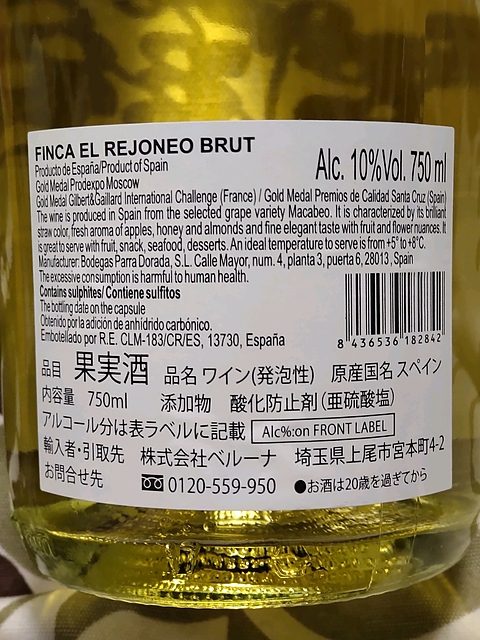 FINCA EL REJONEO BRUT
Producto de España/Product of Spain
Alc. 10%Vol. 750 ml
Gold Medal Prodexpo Moscow
Gold Medal Gilbert&Gaillard International Challenge (France) / Gold Medal Premios de Calidad Santa Cruz (Spain)
The wine is produced in Spain from the selected grape variety Macabeo. It is characterized by its brilliant
straw color, fresh aroma of apples, honey and almonds and fine elegant taste with fruit and flower nuances. It
is great to serve with fruit, snack, seafood, desserts. An ideal temperature to serve is from +5° to +8°C.
Manufacturer: Bodegas Parra Dorada, S.L. Calle Mayor, num. 4, planta 3, puerta 6, 28013, Spain
The excessive consumption is harmful to human health.
Contains sulphites/ Contiene sulfitos
The bottling date on the capsule
Obtenido por la adición de anhídrido carbónico.
Embotellado por R.E. CLM-183/CR/ES, 13730, España
8 436536 182842
品目 果実酒 品名 ワイン(発泡性) 原産国名 スペイン
内容量 750ml 添加物 酸化防止剤(亜硫酸塩)
アルコール分は表ラベルに記載 Alc%:on FRONT LABEL
輸入者・引取先 株式会社ベルーナ 埼玉県上尾市宮本町4-2
お問合せ先 0120-559-950 ●お酒は20歳を過ぎてから